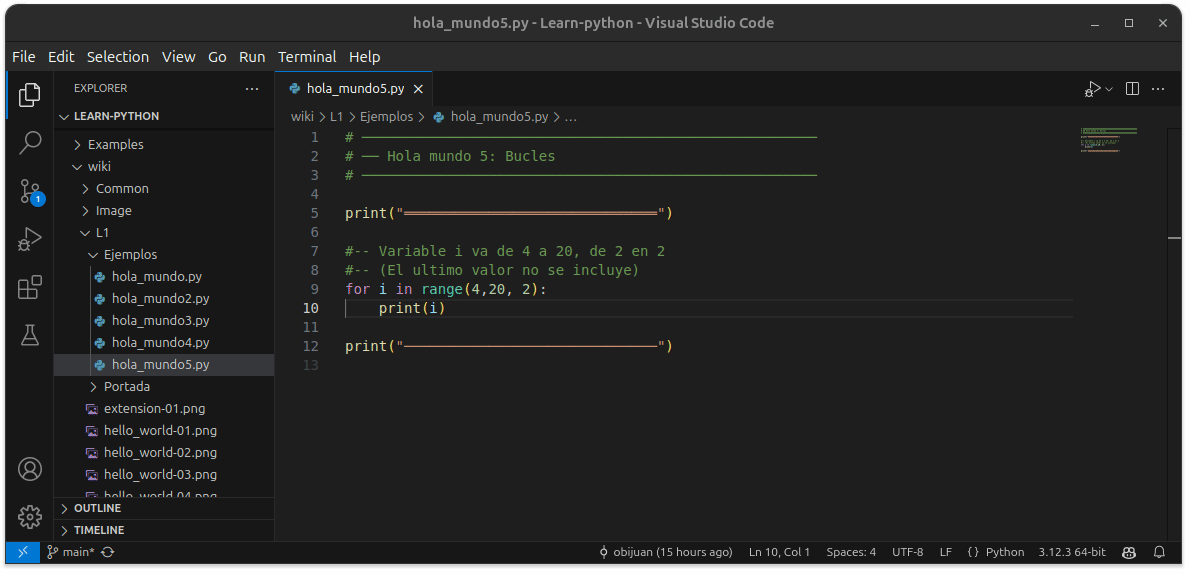 hola_mundo5.py - Learn-python - Visual Studio Code
File Edit Selection View Go Run Terminal Help
EXPLORER
LEARN-PYTHON
Examples
wiki
Common
Image
L1
Ejemplos
hola_mundo.py
hola_mundo2.py
hola_mundo3.py
hola_mundo4.py
hola_mundo5.py
Portada
extension-01.png
hello_world-01.png
hello_world-02.png
hello_world-03.png
hello_world-04.png
OUTLINE
TIMELINE
1
hola_mundo5.py
wiki > L1 > Ejemplos > hola_mundo5.py > ...
1 # ──────────────────────────────────────────────────────
2 # ── Hola mundo 5: Bucles
3 # ──────────────────────────────────────────────────────
4
5 print("══════════════════════════════")
6
7 #-- Variable i va de 4 a 20, de 2 en 2
8 #-- (El ultimo valor no se incluye)
9 for i in range(4,20, 2):
10     print(i)
11
12 print("──────────────────────────────")
13
main* obijuan (15 hours ago) Ln 10, Col 1 Spaces: 4 UTF-8 LF { } Python 3.12.3 64-bit